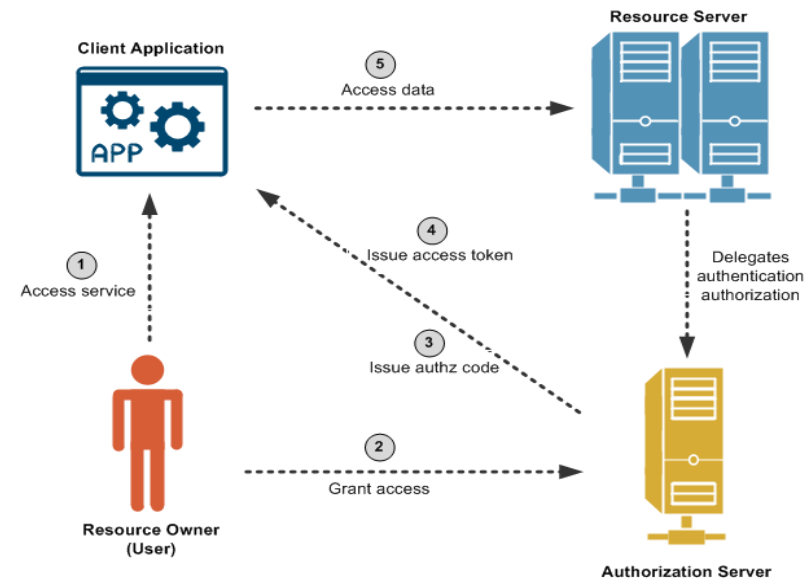 Resource Server
Client Application
5
Access data
APP
4
Issue access token
1
Access service
Delegates
authentication
authorization
3
Issue authz code
2
Grant access
Resource Owner
(User)
Authorization Server